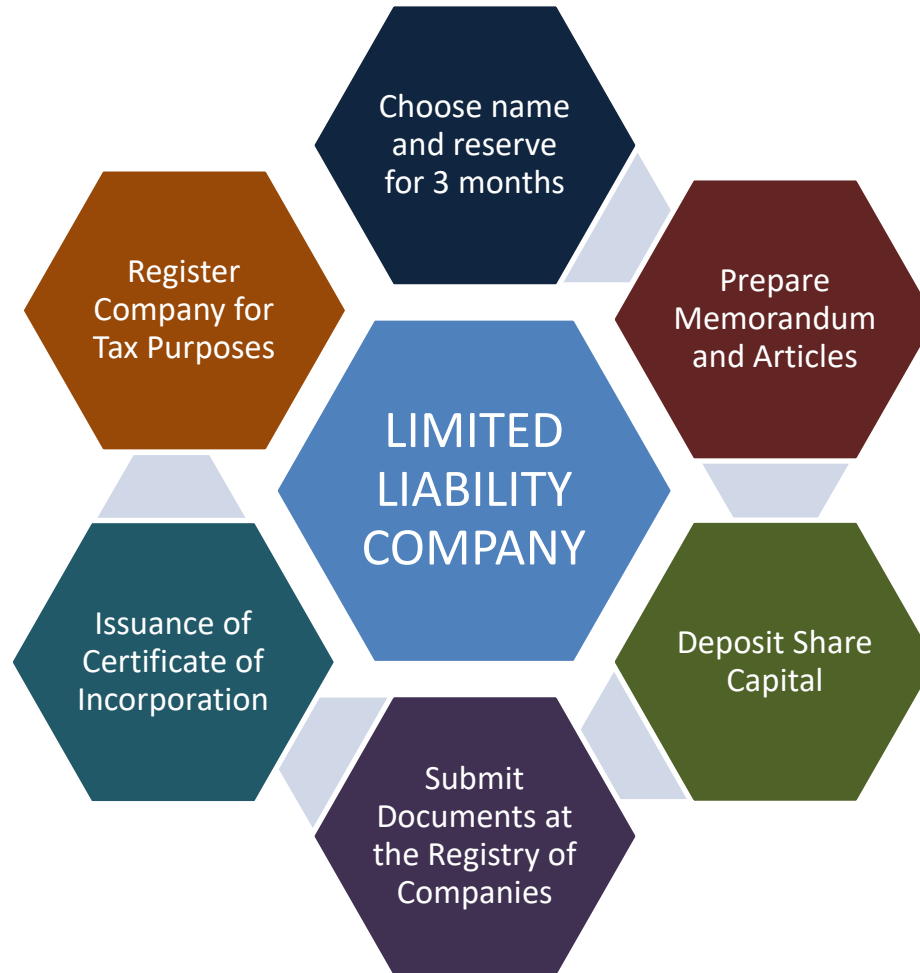 Choose name
and reserve
for 3 months
Prepare
Memorandum
and Articles
Deposit Share
Capital
Submit
Documents at
the Registry of
Companies
Issuance of
Certificate of
Incorporation
Register
Company for
Tax Purposes
LIMITED
LIABILITY
COMPANY